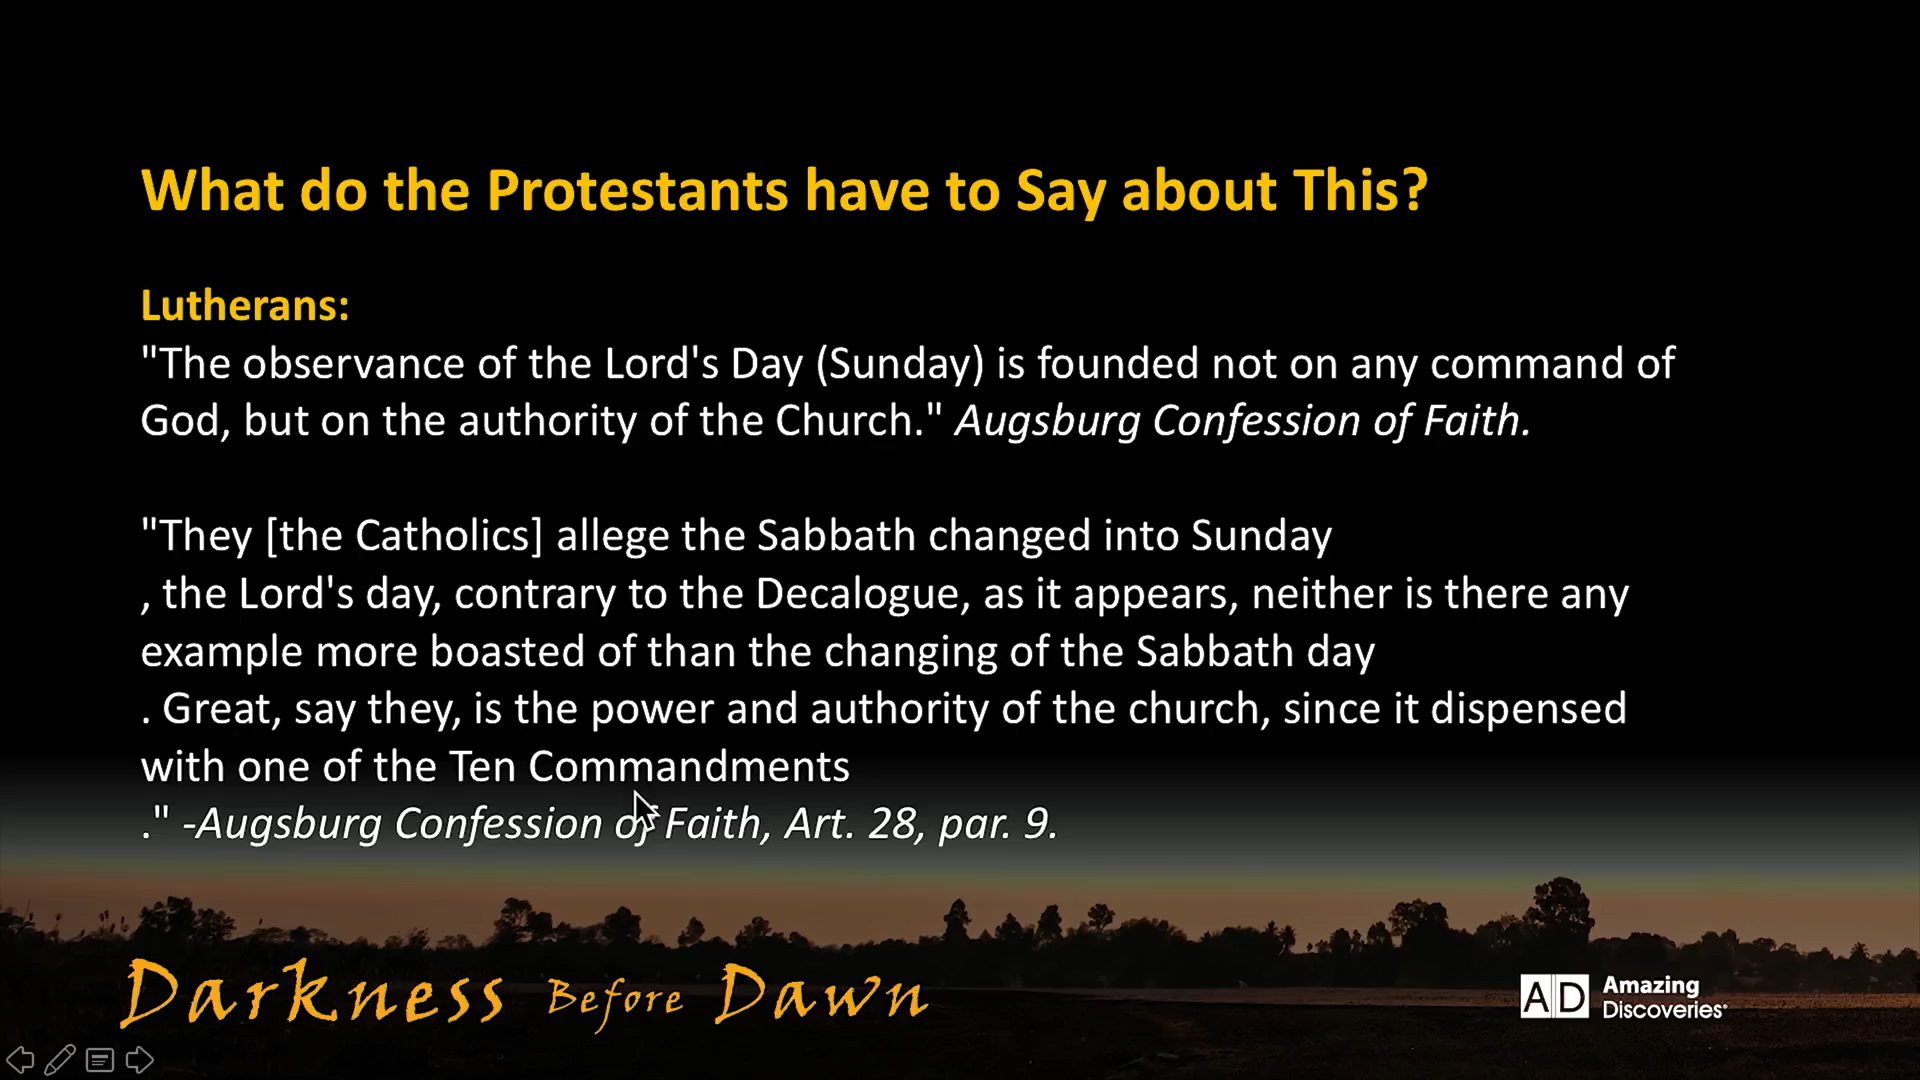 What do the Protestants have to Say about This?
Lutherans:
"The observance of the Lord's Day (Sunday) is founded not on any command of
God, but on the authority of the Church." Augsburg Confession of Faith.
"They [the Catholics] allege the Sabbath changed into Sunday
, the Lord's day, contrary to the Decalogue, as it appears, neither is there any
example more boasted of than the changing of the Sabbath day
. Great, say they, is the power and authority of the church, since it dispensed
with one of the Ten Commandments
." -Augsburg Confession of Faith, Art. 28, par. 9.
Darkness Before Dawn
AD Amazing
Discoveries